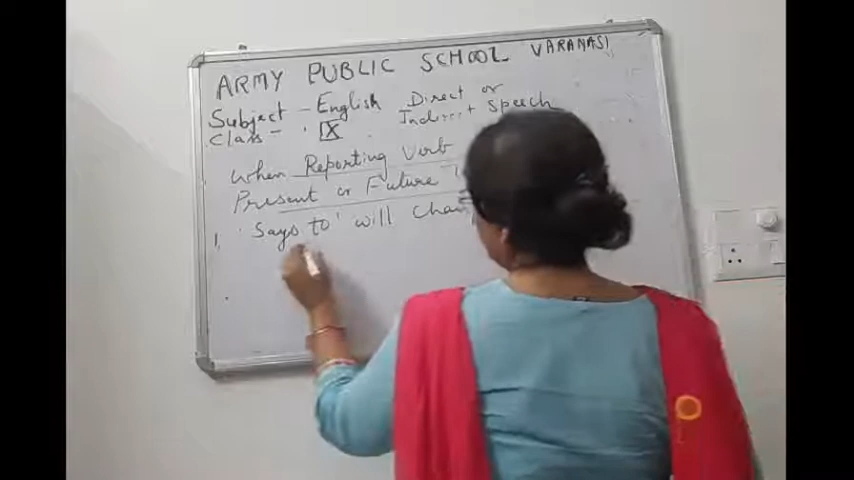 ARMY PUBLIC SCHOOL VARANASI
Subject - English Direct or
Class - IX Indirect Speech
When Reporting Verb
Present or Future
1 'Says to' will